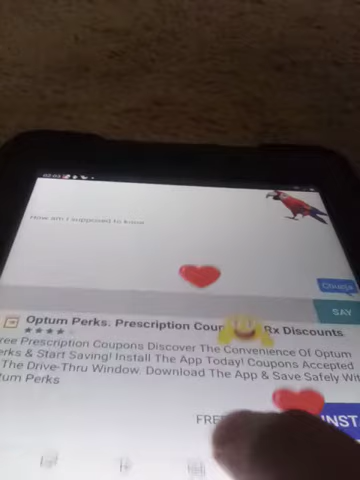 How am I supposed to know
Change
SAY
Optum Perks. Prescription Cou Rx Discounts
ree Prescription Coupons Discover The Convenience Of Optum
erks & Start Saving! Install The App Today! Coupons Accepted
The Drive-Thru Window. Download The App & Save Safely Wit
tum Perks
FRE
INST